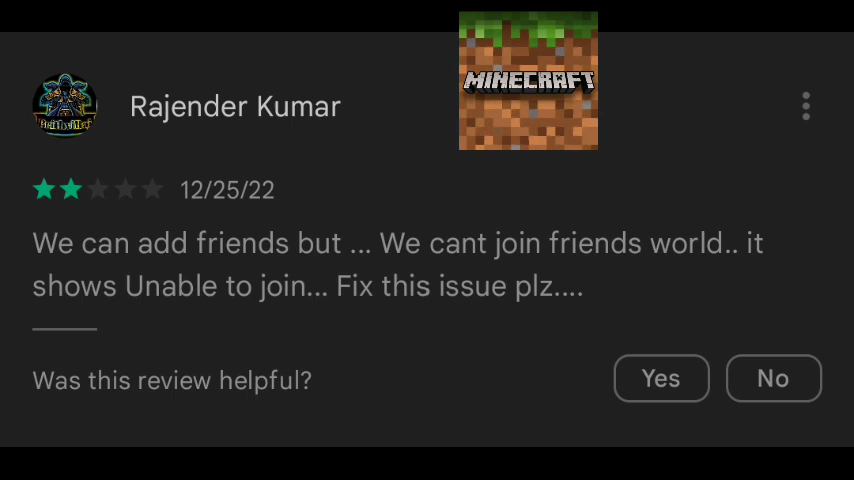 MINECRAFT
Rajender Kumar
12/25/22
We can add friends but ... We cant join friends world.. it
shows Unable to join... Fix this issue plz....
Was this review helpful?
Yes
No